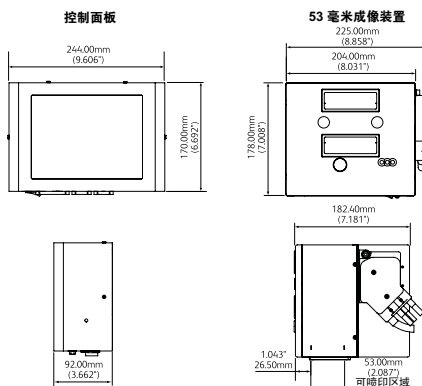 控制面板
53 毫米成像装置
244.00mm
(9.606")
225.00mm
(8.858")
204.00mm
(8.031")
170.00mm
(6.692")
178.00mm
(7.008")
182.40mm
(7.181")
92.00mm
(3.662")
1.043"
26.50mm
53.00mm
(2.087")
可喷印区域